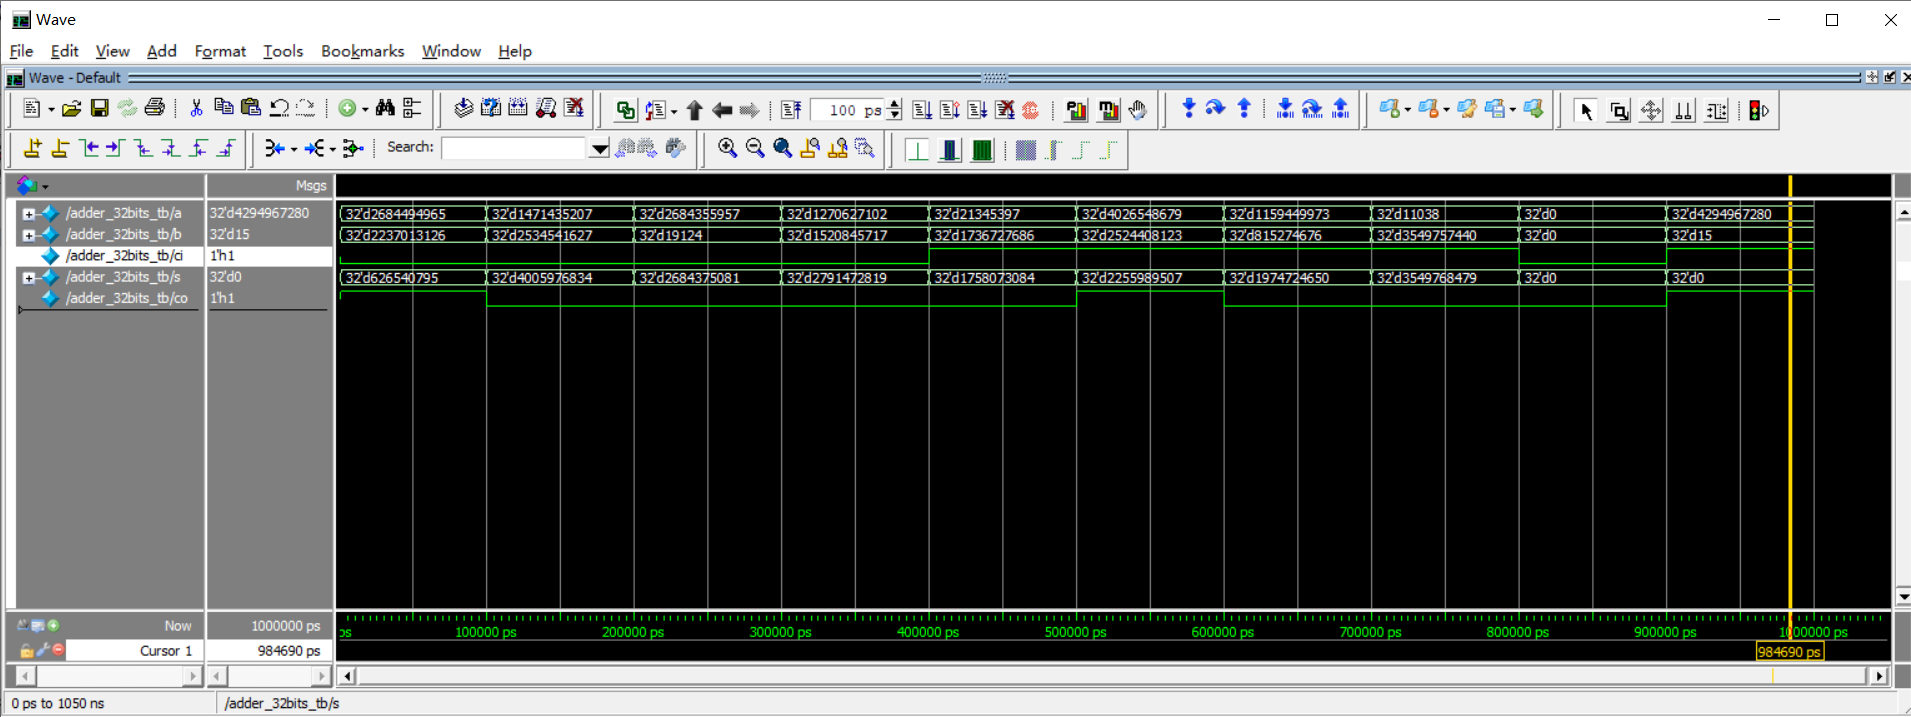 Wave
File Edit View Add Format Tools Bookmarks Window Help
Wave - Default
100 ps
Search:
Msgs
/adder_32bits_tb/a 32'd4294967280 32'd2684494965 32'd1471435207 32'd2684355957 32'd1270627102 32'd21345397 32'd4026548679 32'd1159449973 32'd11038 32'd0 32'd4294967280
/adder_32bits_tb/b 32'd15 32'd2237013126 32'd2534541627 32'd19124 32'd1520845717 32'd1736727686 32'd2524408123 32'd815274676 32'd3549757440 32'd0 32'd15
/adder_32bits_tb/ci 1'h1
/adder_32bits_tb/s 32'd0 32'd626540795 32'd4005976834 32'd2684375081 32'd2791472819 32'd1758073084 32'd2255989507 32'd1974724650 32'd3549768479 32'd0 32'd0
/adder_32bits_tb/co 1'h1
Now 1000000 ps ps 100000 ps 200000 ps 300000 ps 400000 ps 500000 ps 600000 ps 700000 ps 800000 ps 900000 ps 1000000 ps
Cursor 1 984690 ps 984690 ps
0 ps to 1050 ns /adder_32bits_tb/s